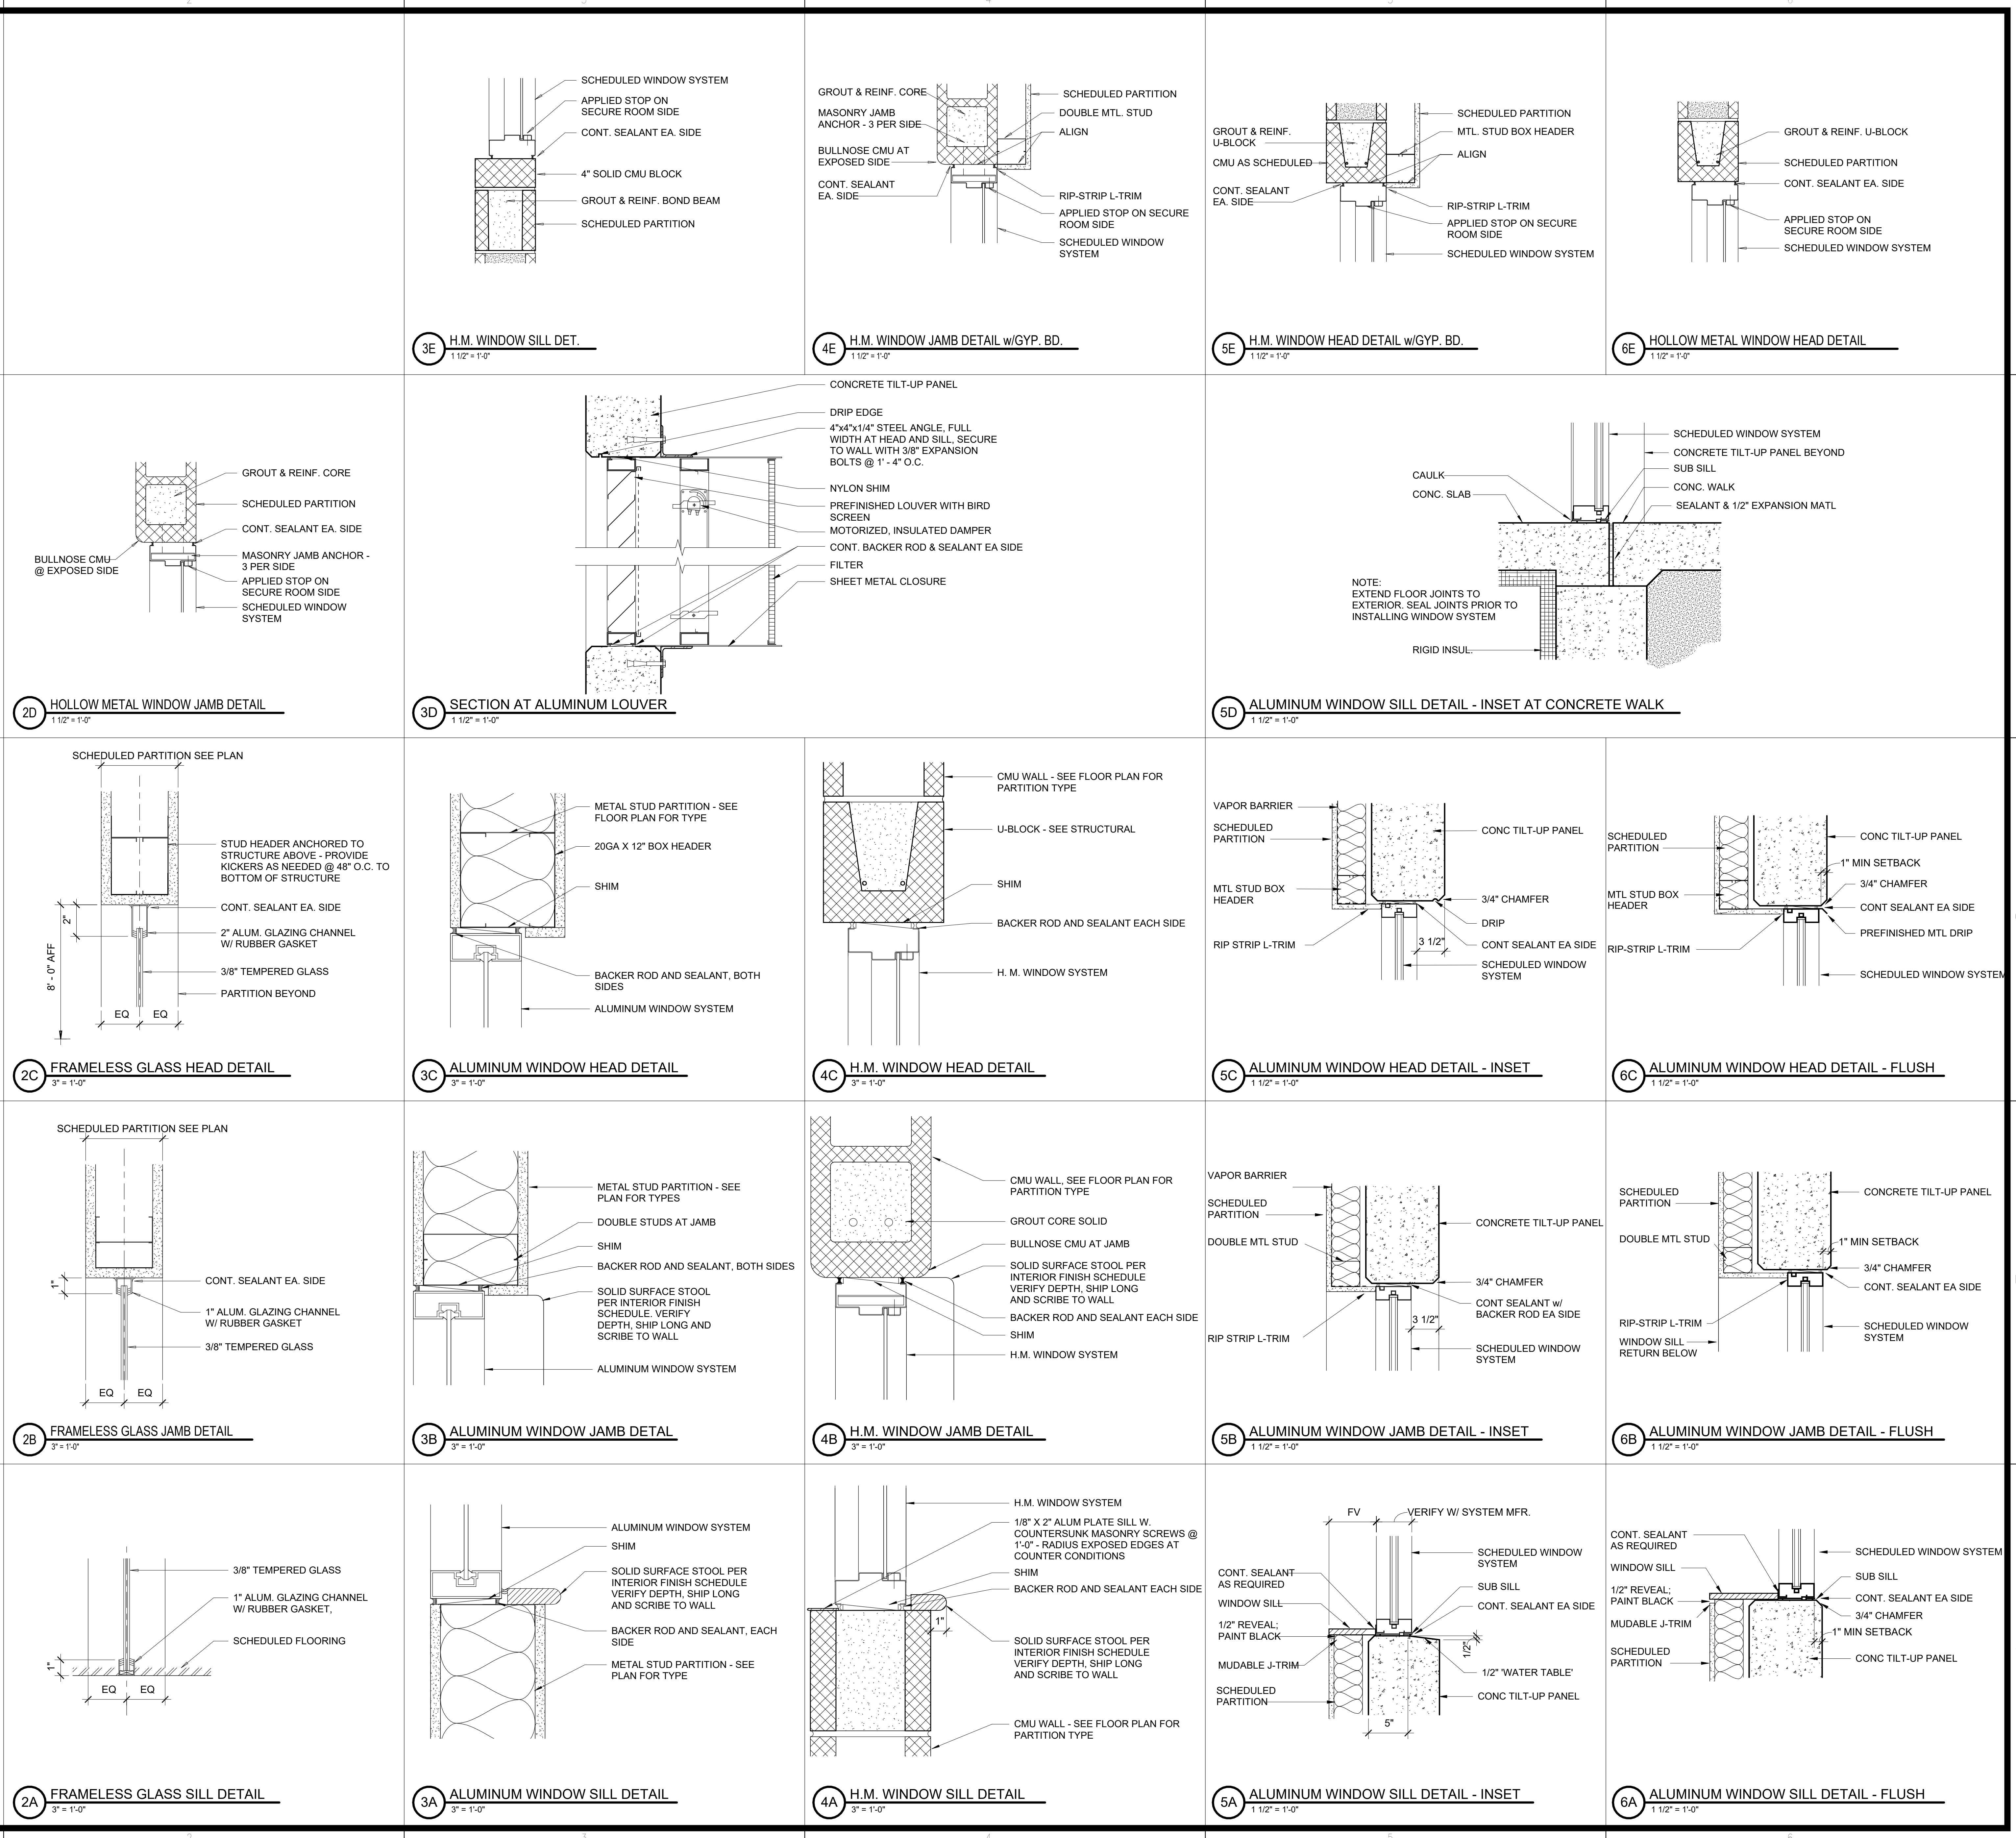 2
3
4
5
6
SCHEDULED WINDOW SYSTEM
APPLIED STOP ON
SECURE ROOM SIDE
CONT. SEALANT EA. SIDE
4" SOLID CMU BLOCK
GROUT & REINF. BOND BEAM
SCHEDULED PARTITION
3E
H.M. WINDOW SILL DET.
1 1/2" = 1'-0"
GROUT & REINF. CORE
MASONRY JAMB
ANCHOR - 3 PER SIDE
BULLNOSE CMU AT
EXPOSED SIDE
CONT. SEALANT
EA. SIDE
SCHEDULED PARTITION
DOUBLE MTL. STUD
ALIGN
RIP-STRIP L-TRIM
APPLIED STOP ON SECURE
ROOM SIDE
SCHEDULED WINDOW
SYSTEM
4E
H.M. WINDOW JAMB DETAIL w/GYP. BD.
1 1/2" = 1'-0"
GROUT & REINF.
U-BLOCK
CMU AS SCHEDULED
CONT. SEALANT
EA. SIDE
SCHEDULED PARTITION
MTL. STUD BOX HEADER
ALIGN
RIP-STRIP L-TRIM
APPLIED STOP ON SECURE
ROOM SIDE
SCHEDULED WINDOW SYSTEM
5E
H.M. WINDOW HEAD DETAIL w/GYP. BD.
1 1/2" = 1'-0"
GROUT & REINF. U-BLOCK
SCHEDULED PARTITION
CONT. SEALANT EA. SIDE
APPLIED STOP ON
SECURE ROOM SIDE
SCHEDULED WINDOW SYSTEM
6E
HOLLOW METAL WINDOW HEAD DETAIL
1 1/2" = 1'-0"
GROUT & REINF. CORE
SCHEDULED PARTITION
CONT. SEALANT EA. SIDE
BULLNOSE CMU
@ EXPOSED SIDE
MASONRY JAMB ANCHOR -
3 PER SIDE
APPLIED STOP ON
SECURE ROOM SIDE
SCHEDULED WINDOW
SYSTEM
2D
HOLLOW METAL WINDOW JAMB DETAIL
1 1/2" = 1'-0"
CONCRETE TILT-UP PANEL
DRIP EDGE
4"x4"x1/4" STEEL ANGLE, FULL
WIDTH AT HEAD AND SILL, SECURE
TO WALL WITH 3/8" EXPANSION
BOLTS @ 1' - 4" O.C.
NYLON SHIM
PREFINISHED LOUVER WITH BIRD
SCREEN
MOTORIZED, INSULATED DAMPER
CONT. BACKER ROD & SEALANT EA SIDE
FILTER
SHEET METAL CLOSURE
3D
SECTION AT ALUMINUM LOUVER
1 1/2" = 1'-0"
CAULK
CONC. SLAB
SCHEDULED WINDOW SYSTEM
CONCRETE TILT-UP PANEL BEYOND
SUB SILL
CONC. WALK
SEALANT & 1/2" EXPANSION MATL
NOTE:
EXTEND FLOOR JOINTS TO
EXTERIOR. SEAL JOINTS PRIOR TO
INSTALLING WINDOW SYSTEM
RIGID INSUL.
5D
ALUMINUM WINDOW SILL DETAIL - INSET AT CONCRETE WALK
1 1/2" = 1'-0"
SCHEDULED PARTITION SEE PLAN
STUD HEADER ANCHORED TO
STRUCTURE ABOVE - PROVIDE
KICKERS AS NEEDED @ 48" O.C. TO
BOTTOM OF STRUCTURE
CONT. SEALANT EA. SIDE
2"
2" ALUM. GLAZING CHANNEL
W/ RUBBER GASKET
8' - 0" AFF
3/8" TEMPERED GLASS
PARTITION BEYOND
EQ
EQ
2C
FRAMELESS GLASS HEAD DETAIL
3" = 1'-0"
METAL STUD PARTITION - SEE
FLOOR PLAN FOR TYPE
20GA X 12" BOX HEADER
SHIM
BACKER ROD AND SEALANT, BOTH
SIDES
ALUMINUM WINDOW SYSTEM
3C
ALUMINUM WINDOW HEAD DETAIL
3" = 1'-0"
CMU WALL - SEE FLOOR PLAN FOR
PARTITION TYPE
U-BLOCK - SEE STRUCTURAL
SHIM
BACKER ROD AND SEALANT EACH SIDE
H. M. WINDOW SYSTEM
4C
H.M. WINDOW HEAD DETAIL
3" = 1'-0"
VAPOR BARRIER
SCHEDULED
PARTITION
MTL STUD BOX
HEADER
RIP STRIP L-TRIM
CONC TILT-UP PANEL
3/4" CHAMFER
DRIP
CONT SEALANT EA SIDE
3 1/2"
SCHEDULED WINDOW
SYSTEM
5C
ALUMINUM WINDOW HEAD DETAIL - INSET
1 1/2" = 1'-0"
SCHEDULED
PARTITION
MTL STUD BOX
HEADER
RIP-STRIP L-TRIM
CONC TILT-UP PANEL
1" MIN SETBACK
3/4" CHAMFER
CONT SEALANT EA SIDE
PREFINISHED MTL DRIP
SCHEDULED WINDOW SYSTEM
6C
ALUMINUM WINDOW HEAD DETAIL - FLUSH
1 1/2" = 1'-0"
SCHEDULED PARTITION SEE PLAN
1"
CONT. SEALANT EA. SIDE
1" ALUM. GLAZING CHANNEL
W/ RUBBER GASKET
3/8" TEMPERED GLASS
EQ
EQ
2B
FRAMELESS GLASS JAMB DETAIL
3" = 1'-0"
METAL STUD PARTITION - SEE
PLAN FOR TYPES
DOUBLE STUDS AT JAMB
SHIM
BACKER ROD AND SEALANT, BOTH SIDES
SOLID SURFACE STOOL
PER INTERIOR FINISH
SCHEDULE. VERIFY
DEPTH, SHIP LONG AND
SCRIBE TO WALL
ALUMINUM WINDOW SYSTEM
3B
ALUMINUM WINDOW JAMB DETAL
3" = 1'-0"
CMU WALL, SEE FLOOR PLAN FOR
PARTITION TYPE
GROUT CORE SOLID
BULLNOSE CMU AT JAMB
SOLID SURFACE STOOL PER
INTERIOR FINISH SCHEDULE
VERIFY DEPTH, SHIP LONG
AND SCRIBE TO WALL
BACKER ROD AND SEALANT EACH SIDE
SHIM
H.M. WINDOW SYSTEM
4B
H.M. WINDOW JAMB DETAIL
3" = 1'-0"
VAPOR BARRIER
SCHEDULED
PARTITION
DOUBLE MTL STUD
RIP STRIP L-TRIM
CONCRETE TILT-UP PANEL
3/4" CHAMFER
CONT SEALANT w/
BACKER ROD EA SIDE
3 1/2"
SCHEDULED WINDOW
SYSTEM
5B
ALUMINUM WINDOW JAMB DETAIL - INSET
1 1/2" = 1'-0"
SCHEDULED
PARTITION
DOUBLE MTL STUD
RIP-STRIP L-TRIM
WINDOW SILL
RETURN BELOW
CONCRETE TILT-UP PANEL
1" MIN SETBACK
3/4" CHAMFER
CONT. SEALANT EA SIDE
SCHEDULED WINDOW
SYSTEM
6B
ALUMINUM WINDOW JAMB DETAIL - FLUSH
1 1/2" = 1'-0"
3/8" TEMPERED GLASS
1" ALUM. GLAZING CHANNEL
W/ RUBBER GASKET,
SCHEDULED FLOORING
1"
EQ
EQ
2A
FRAMELESS GLASS SILL DETAIL
3" = 1'-0"
ALUMINUM WINDOW SYSTEM
SHIM
SOLID SURFACE STOOL PER
INTERIOR FINISH SCHEDULE
VERIFY DEPTH, SHIP LONG
AND SCRIBE TO WALL
BACKER ROD AND SEALANT, EACH
SIDE
METAL STUD PARTITION - SEE
PLAN FOR TYPE
3A
ALUMINUM WINDOW SILL DETAIL
3" = 1'-0"
H.M. WINDOW SYSTEM
1/8" X 2" ALUM PLATE SILL W.
COUNTERSUNK MASONRY SCREWS @
1'-0" - RADIUS EXPOSED EDGES AT
COUNTER CONDITIONS
SHIM
BACKER ROD AND SEALANT EACH SIDE
1"
SOLID SURFACE STOOL PER
INTERIOR FINISH SCHEDULE
VERIFY DEPTH, SHIP LONG
AND SCRIBE TO WALL
CMU WALL - SEE FLOOR PLAN FOR
PARTITION TYPE
4A
H.M. WINDOW SILL DETAIL
3" = 1'-0"
FV
VERIFY W/ SYSTEM MFR.
CONT. SEALANT
AS REQUIRED
WINDOW SILL
1/2" REVEAL;
PAINT BLACK
MUDABLE J-TRIM
SCHEDULED
PARTITION
SCHEDULED WINDOW
SYSTEM
SUB SILL
CONT. SEALANT EA SIDE
1/2"
1/2" 'WATER TABLE'
CONC TILT-UP PANEL
5"
5A
ALUMINUM WINDOW SILL DETAIL - INSET
1 1/2" = 1'-0"
CONT. SEALANT
AS REQUIRED
WINDOW SILL
1/2" REVEAL;
PAINT BLACK
MUDABLE J-TRIM
SCHEDULED
PARTITION
SCHEDULED WINDOW SYSTEM
SUB SILL
CONT. SEALANT EA SIDE
3/4" CHAMFER
1" MIN SETBACK
CONC TILT-UP PANEL
6A
ALUMINUM WINDOW SILL DETAIL - FLUSH
1 1/2" = 1'-0"
2
3
4
5
6